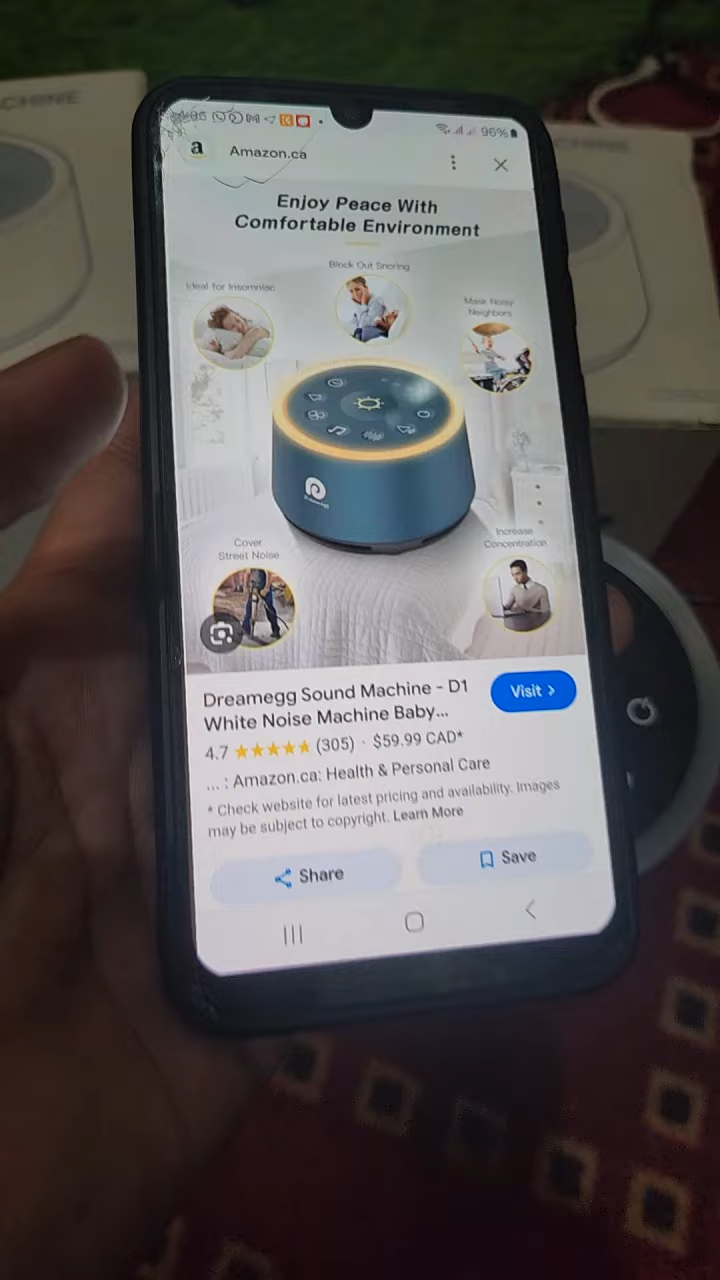 CHINE
96%
a
Amazon.ca
Enjoy Peace With
Comfortable Environment
Block Out Snoring
Ideal for Insomniac
Mask Noisy
Neighbors
Cover
Street Noise
Increase
Concentration
Dreamegg Sound Machine - D1
White Noise Machine Baby...
Visit >
4.7 ★★★★★ (305) · $59.99 CAD*
... : Amazon.ca: Health & Personal Care
* Check website for latest pricing and availability. Images
may be subject to copyright. Learn More
Share
Save